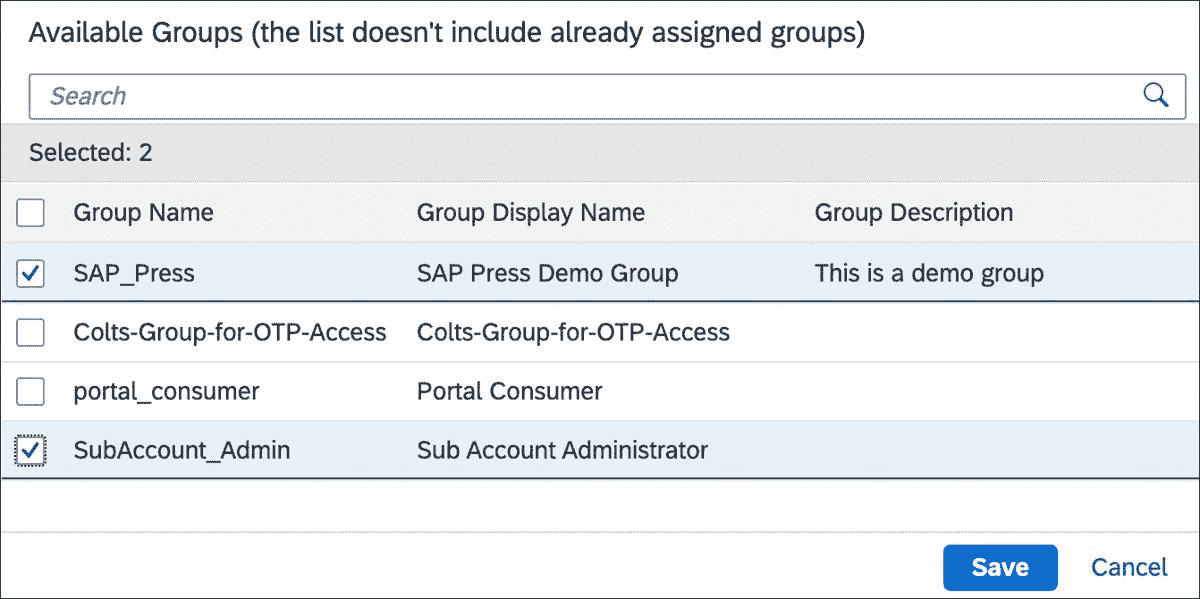 Available Groups (the list doesn't include already assigned groups)
Search
Selected: 2
Group Name Group Display Name Group Description
SAP_Press SAP Press Demo Group This is a demo group
Colts-Group-for-OTP-Access Colts-Group-for-OTP-Access
portal_consumer Portal Consumer
SubAccount_Admin Sub Account Administrator
Save Cancel